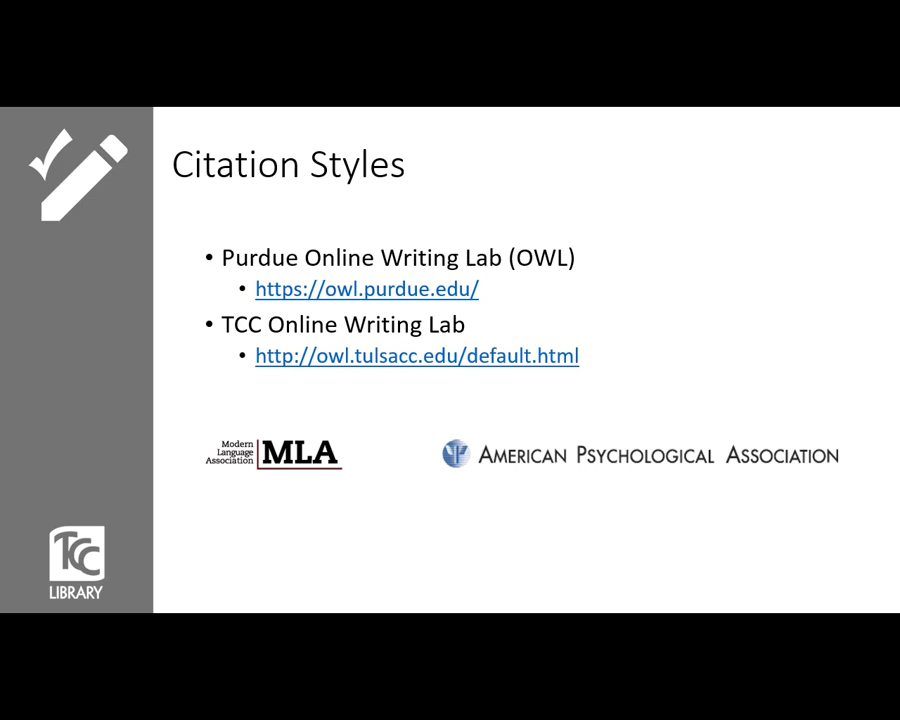 Citation Styles
• Purdue Online Writing Lab (OWL)
• https://owl.purdue.edu/
• TCC Online Writing Lab
• http://owl.tulsacc.edu/default.html
Modern
Language
Association
MLA
AMERICAN PSYCHOLOGICAL ASSOCIATION
TCC
LIBRARY